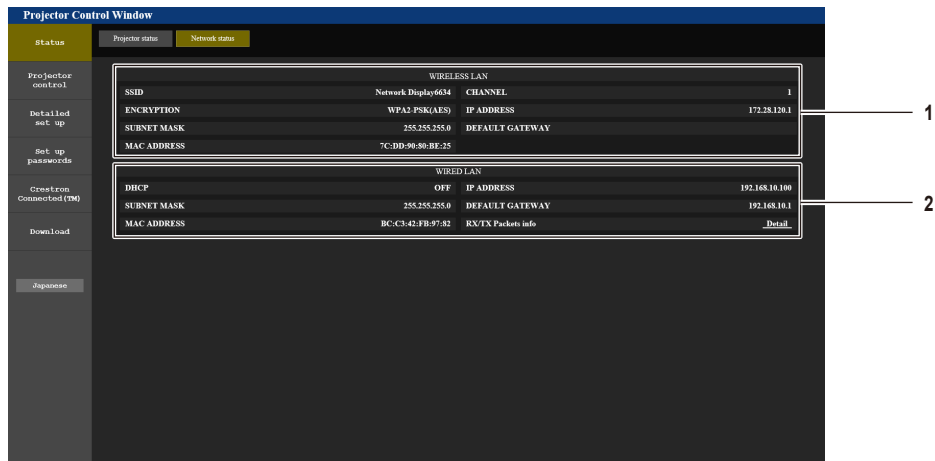 Projector Control Window
Status
Projector status
Network status
Projector
control
Detailed
set up
Set up
passwords
Crestron
Connected(TM)
Download
Japanese
WIRELESS LAN
SSID Network Display6634 CHANNEL 1
ENCRYPTION WPA2-PSK(AES) IP ADDRESS 172.28.120.1
SUBNET MASK 255.255.255.0 DEFAULT GATEWAY
MAC ADDRESS 7C:DD:90:80:BE:25
1
WIRED LAN
DHCP OFF IP ADDRESS 192.168.10.100
SUBNET MASK 255.255.255.0 DEFAULT GATEWAY 192.168.10.1
MAC ADDRESS BC:C3:42:FB:97:82 RX/TX Packets info Detail
2